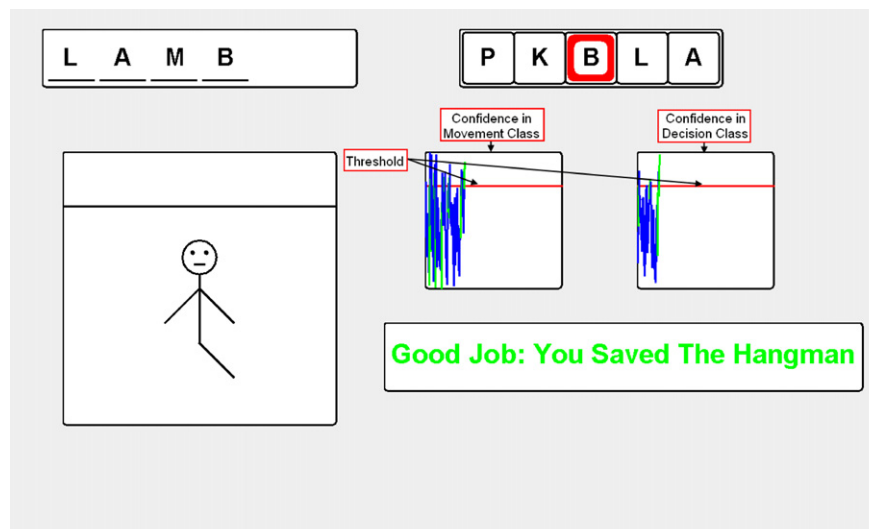 L A M B
P K B L A
Confidence in
Movement Class
Confidence in
Decision Class
Threshold
Good Job: You Saved The Hangman